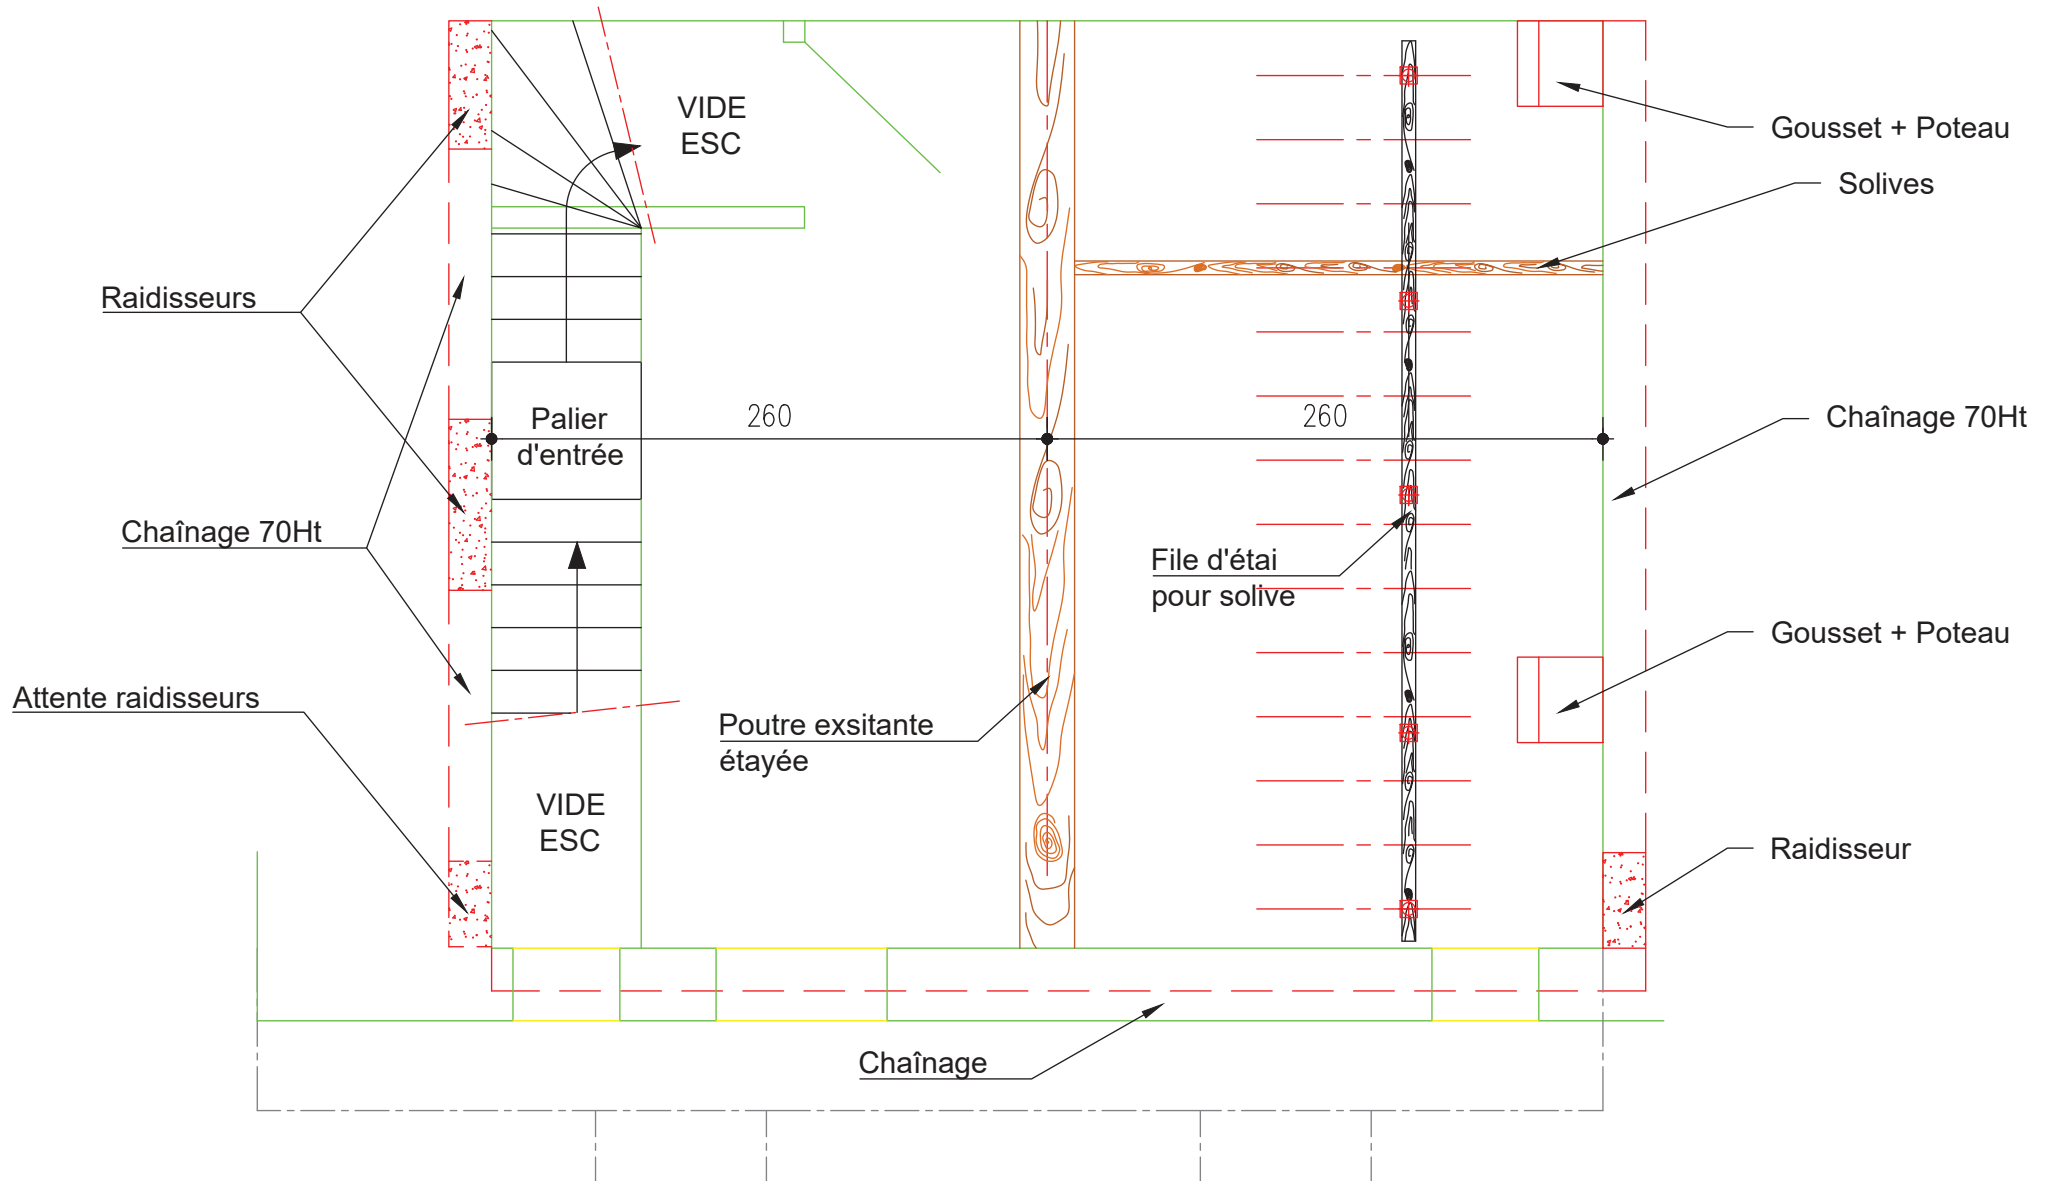 VIDE
ESC
Gousset + Poteau
Solives
Raidisseurs
260
260
Palier
d'entrée
Chaînage 70Ht
Chaînage 70Ht
File d'étai
pour solive
Gousset + Poteau
Attente raidisseurs
Poutre exsitante
étayée
VIDE
ESC
Raidisseur
Chaînage